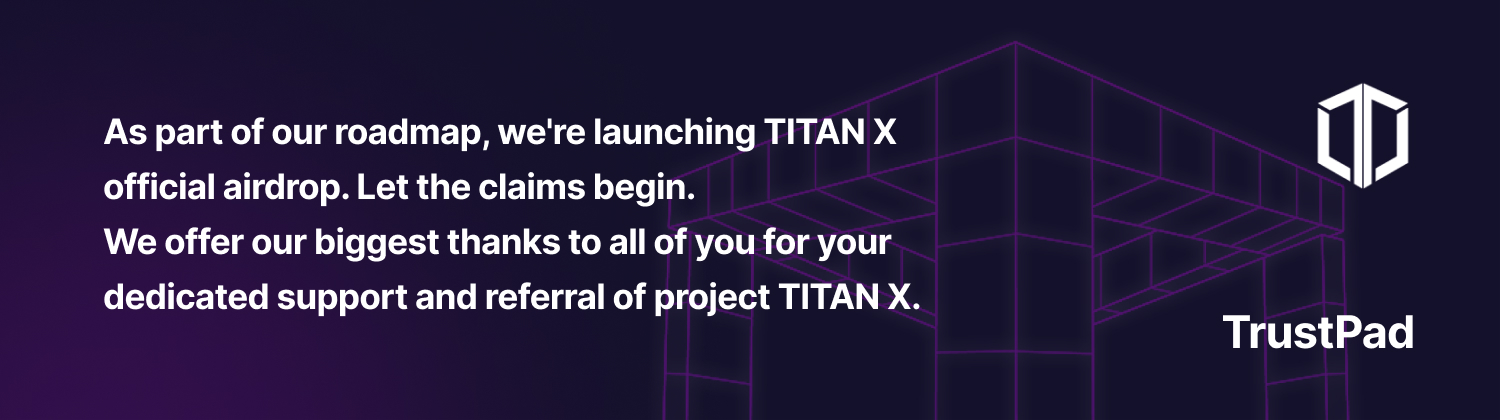 As part of our roadmap, we're launching TITAN X
official airdrop. Let the claims begin.
We offer our biggest thanks to all of you for your
dedicated support and referral of project TITAN X.
TrustPad